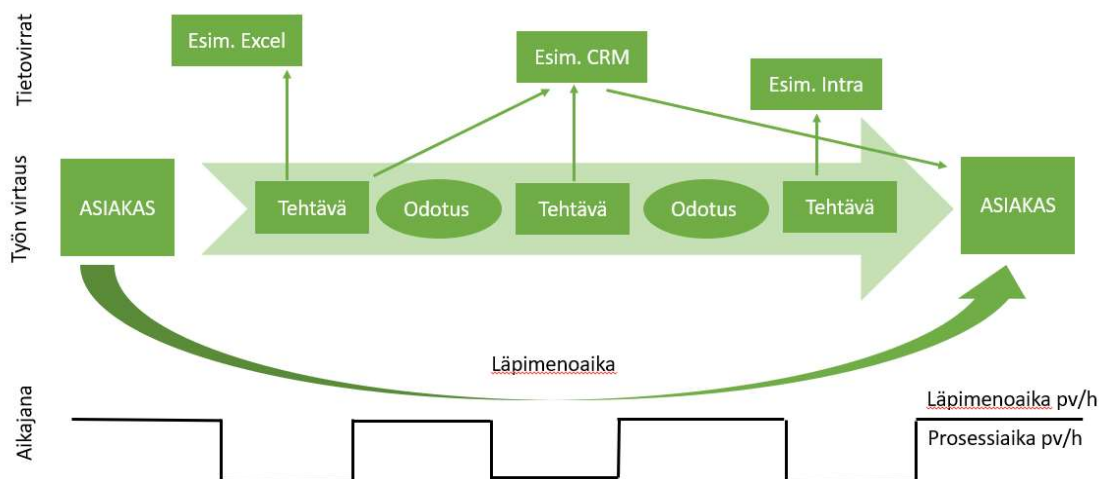 Tietovirrat
Esim. Excel
Esim. CRM
Esim. Intra
Työn virtaus
ASIAKAS
Tehtävä
Odotus
Tehtävä
Odotus
Tehtävä
ASIAKAS
Läpimenoaika
Aikajana
Läpimenoaika pv/h
Prosessiaika pv/h